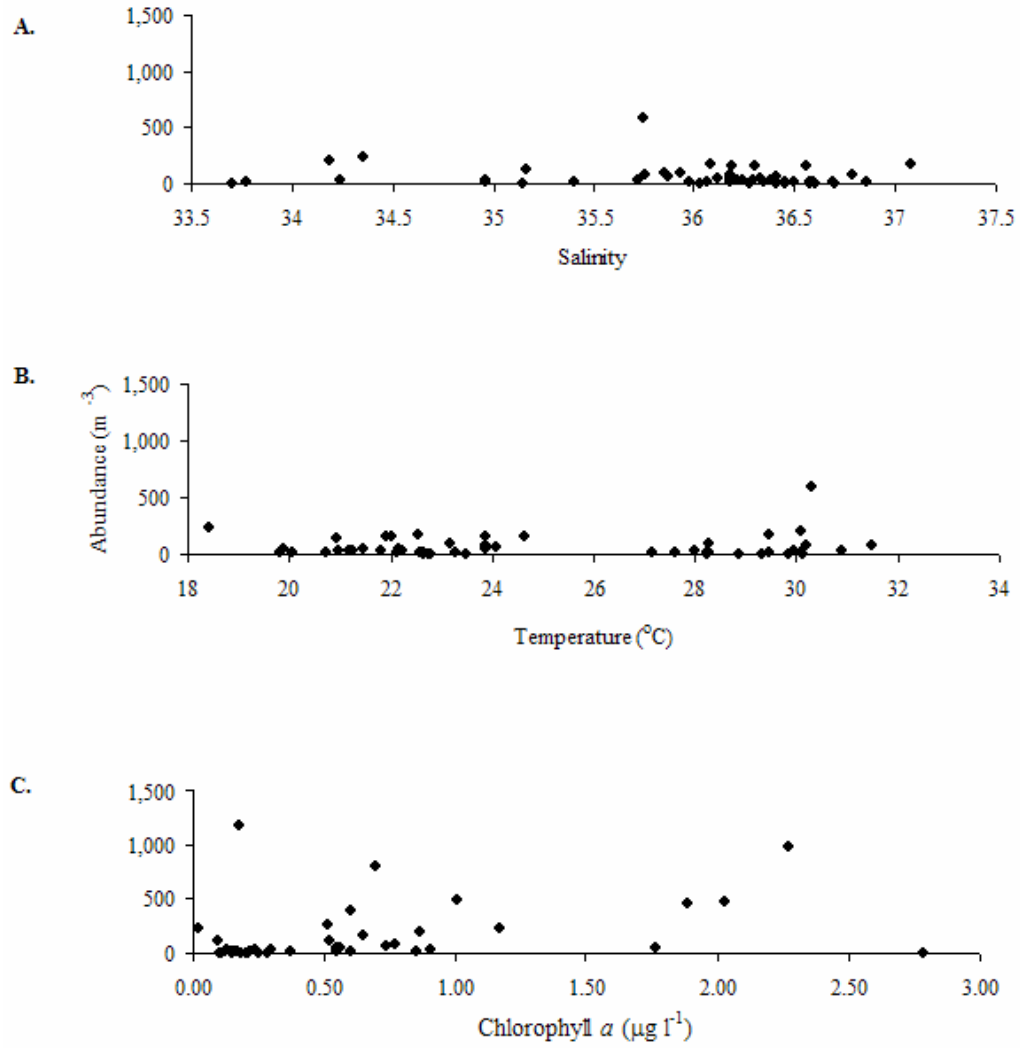 A.
1,500
1,000
500
0
33.5 34 34.5 35 35.5 36 36.5 37 37.5
Salinity
B.
Abundance (m ⁻³)
1,500
1,000
500
0
18 20 22 24 26 28 30 32 34
Temperature (°C)
C.
1,500
1,000
500
0
0.00 0.50 1.00 1.50 2.00 2.50 3.00
Chlorophyll a (µg l⁻¹)